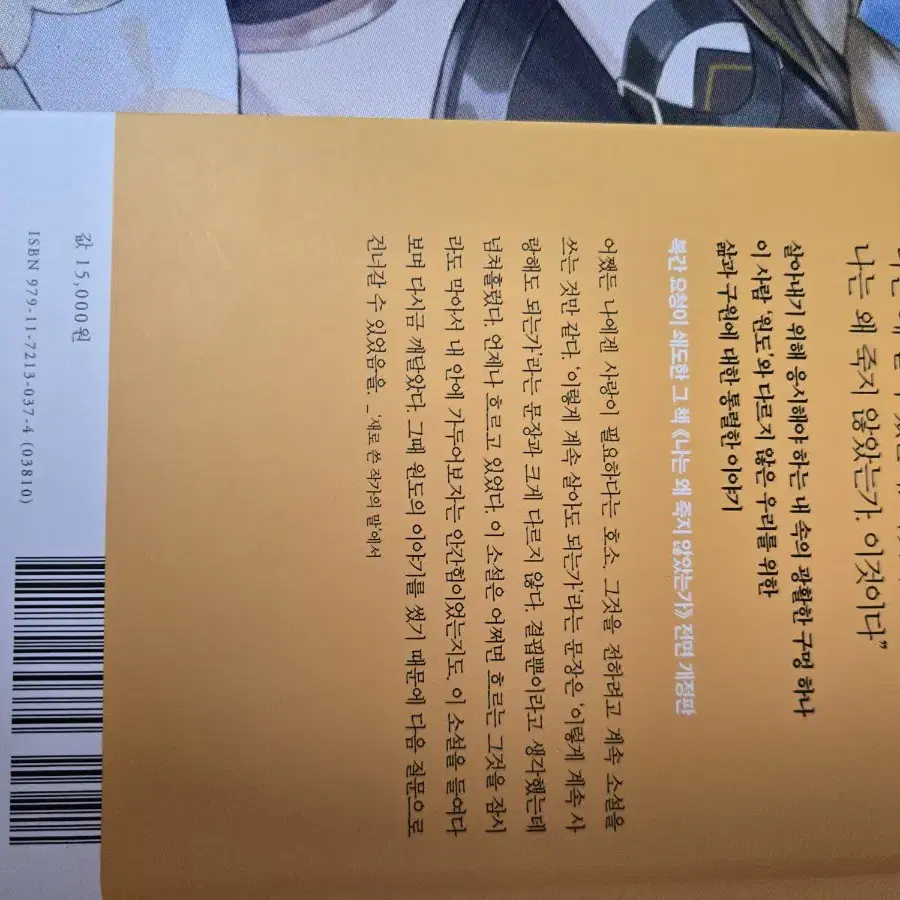 나는 왜 죽지 않았는가. 이것이다”
살아내기 위해 응시해야 하는 내 속의 광활한 구멍 하나
이 사람 ‘원도’와 다르지 않은 우리를 위한
삶과 구원에 대한 통렬한 이야기
복간 요청이 쇄도한 그 책 《나는 왜 죽지 않았는가》 전면 개정판
어쨌든 나에겐 사랑이 필요하다는 호소, 그것을 전하려고 계속 소설을
쓰는 것만 같다. ‘이렇게 계속 살아도 되는가’라는 문장은 ‘이렇게 계속 사
랑해도 되는가’라는 문장과 크게 다르지 않다. 결핍뿐이라고 생각했는데
넘쳐흘렀다. 언제나 흐르고 있었다. 이 소설은 어쩌면 흐르는 그것을 잠시
라도 막아서 내 안에 가두어보자는 안간힘이었는지도. 이 소설을 들여다
보며 다시금 깨달았다. 그때 원도의 이야기를 썼기 때문에 다음 질문으로
건너갈 수 있었음을. _‘새로 쓴 작가의 말’에서
값 15,000원
ISBN 979-11-7213-037-4 (03810)